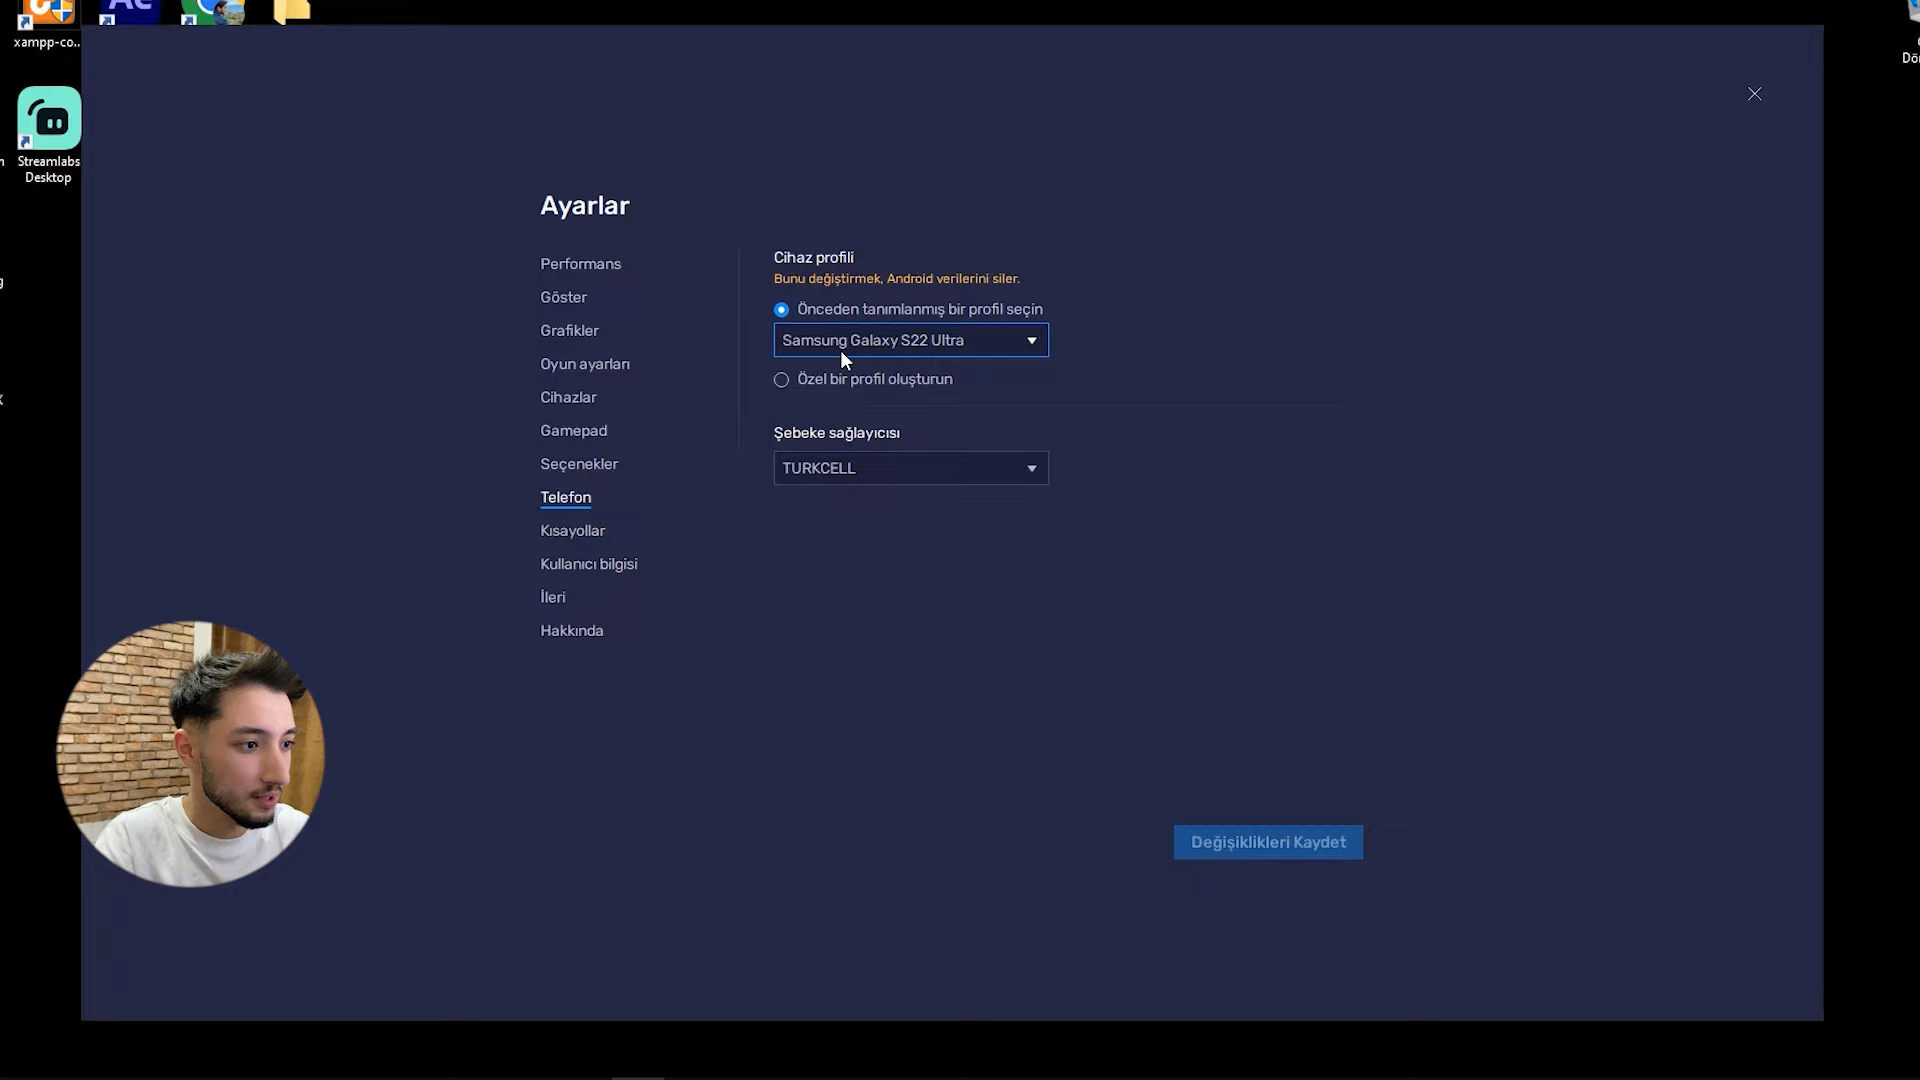 xampp-co...
Ae
Streamlabs
Desktop
Ayarlar
Performans
Göster
Grafikler
Oyun ayarları
Cihazlar
Gamepad
Seçenekler
Telefon
Kısayollar
Kullanıcı bilgisi
İleri
Hakkında
Cihaz profili
Bunu değiştirmek, Android verilerini siler.
Önceden tanımlanmış bir profil seçin
Samsung Galaxy S22 Ultra
Özel bir profil oluşturun
Şebeke sağlayıcısı
TURKCELL
Değişiklikleri Kaydet